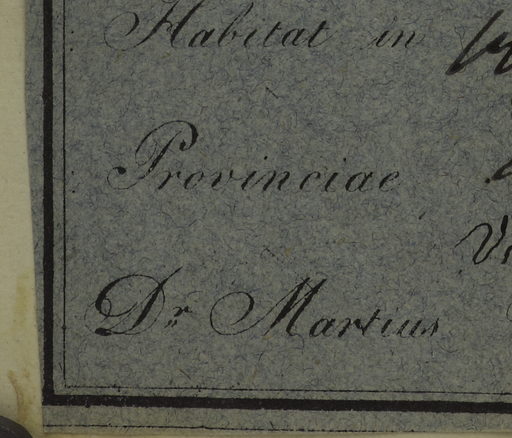 Habitat in
Provinciae
Dr Martius